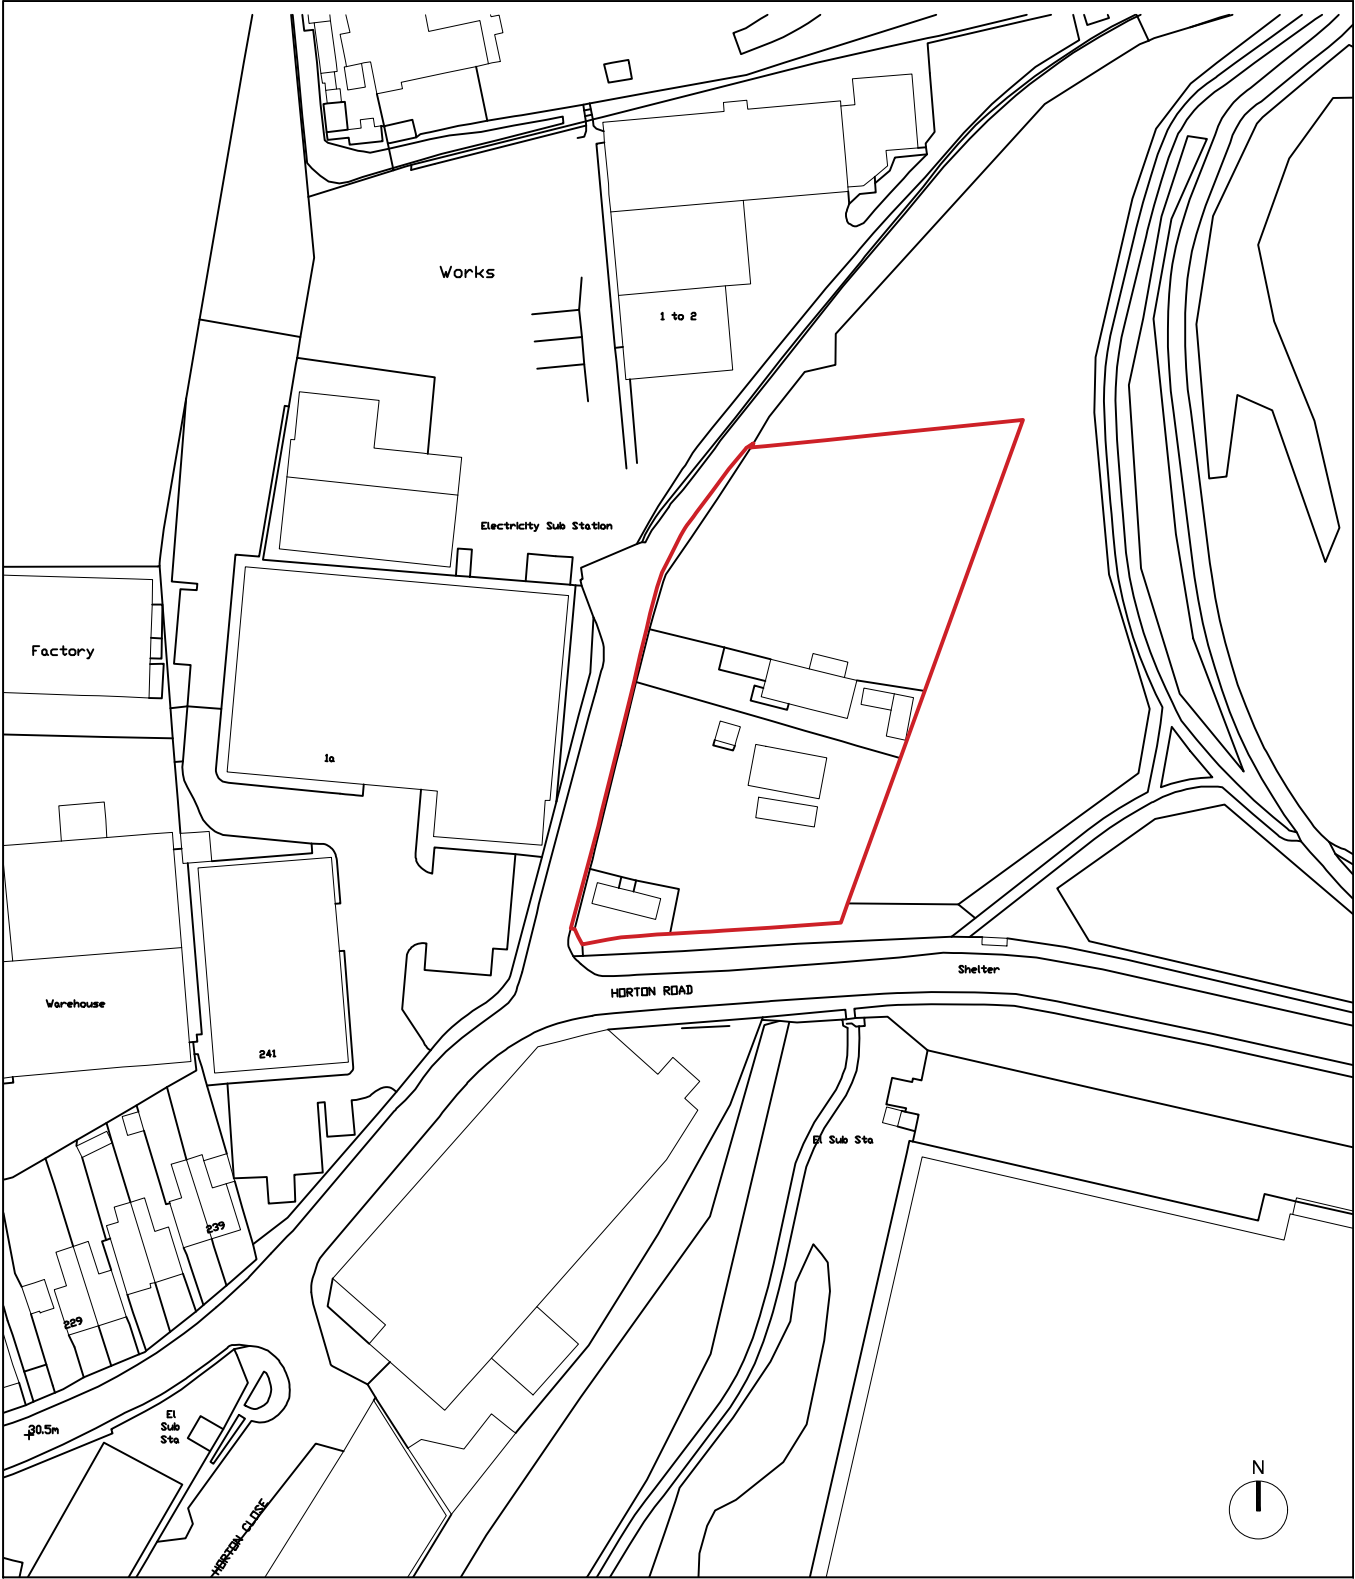 Works
1 to 2
Electricity Sub Station
Factory
1a
Shelter
HORTON ROAD
Warehouse
241
El Sub Sta
239
229
El
Sub
Sta
30.5m
N
HORTON CLOSE